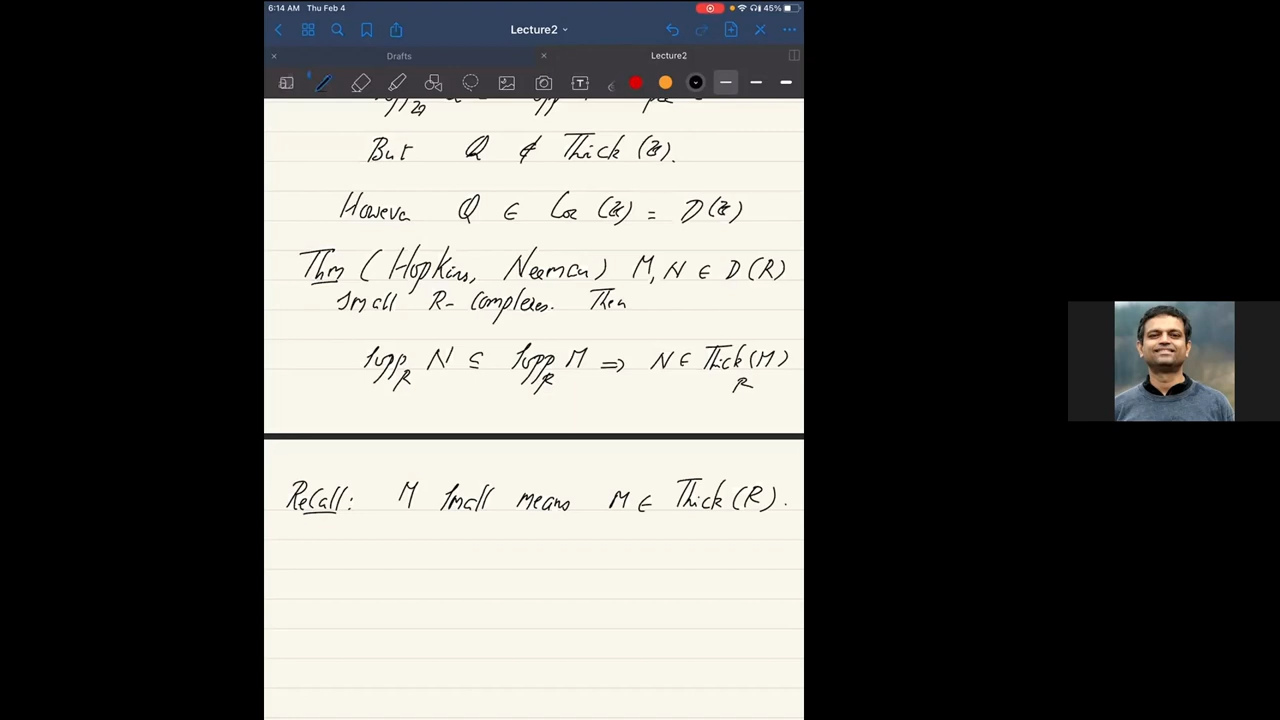 6:14 AM Thu Feb 4
45%
Lecture2
Drafts
Lecture2
But Q ∉ Thick (ℤ).
However Q ∈ Loc (ℤ) = D(ℤ)
Thm (Hopkins, Neeman) M, N ∈ D(R)
small R-complexes. Then
supp_R N ⊆ supp_R M ⇒ N ∈ Thick_R(M)
Recall: M small means M ∈ Thick(R).